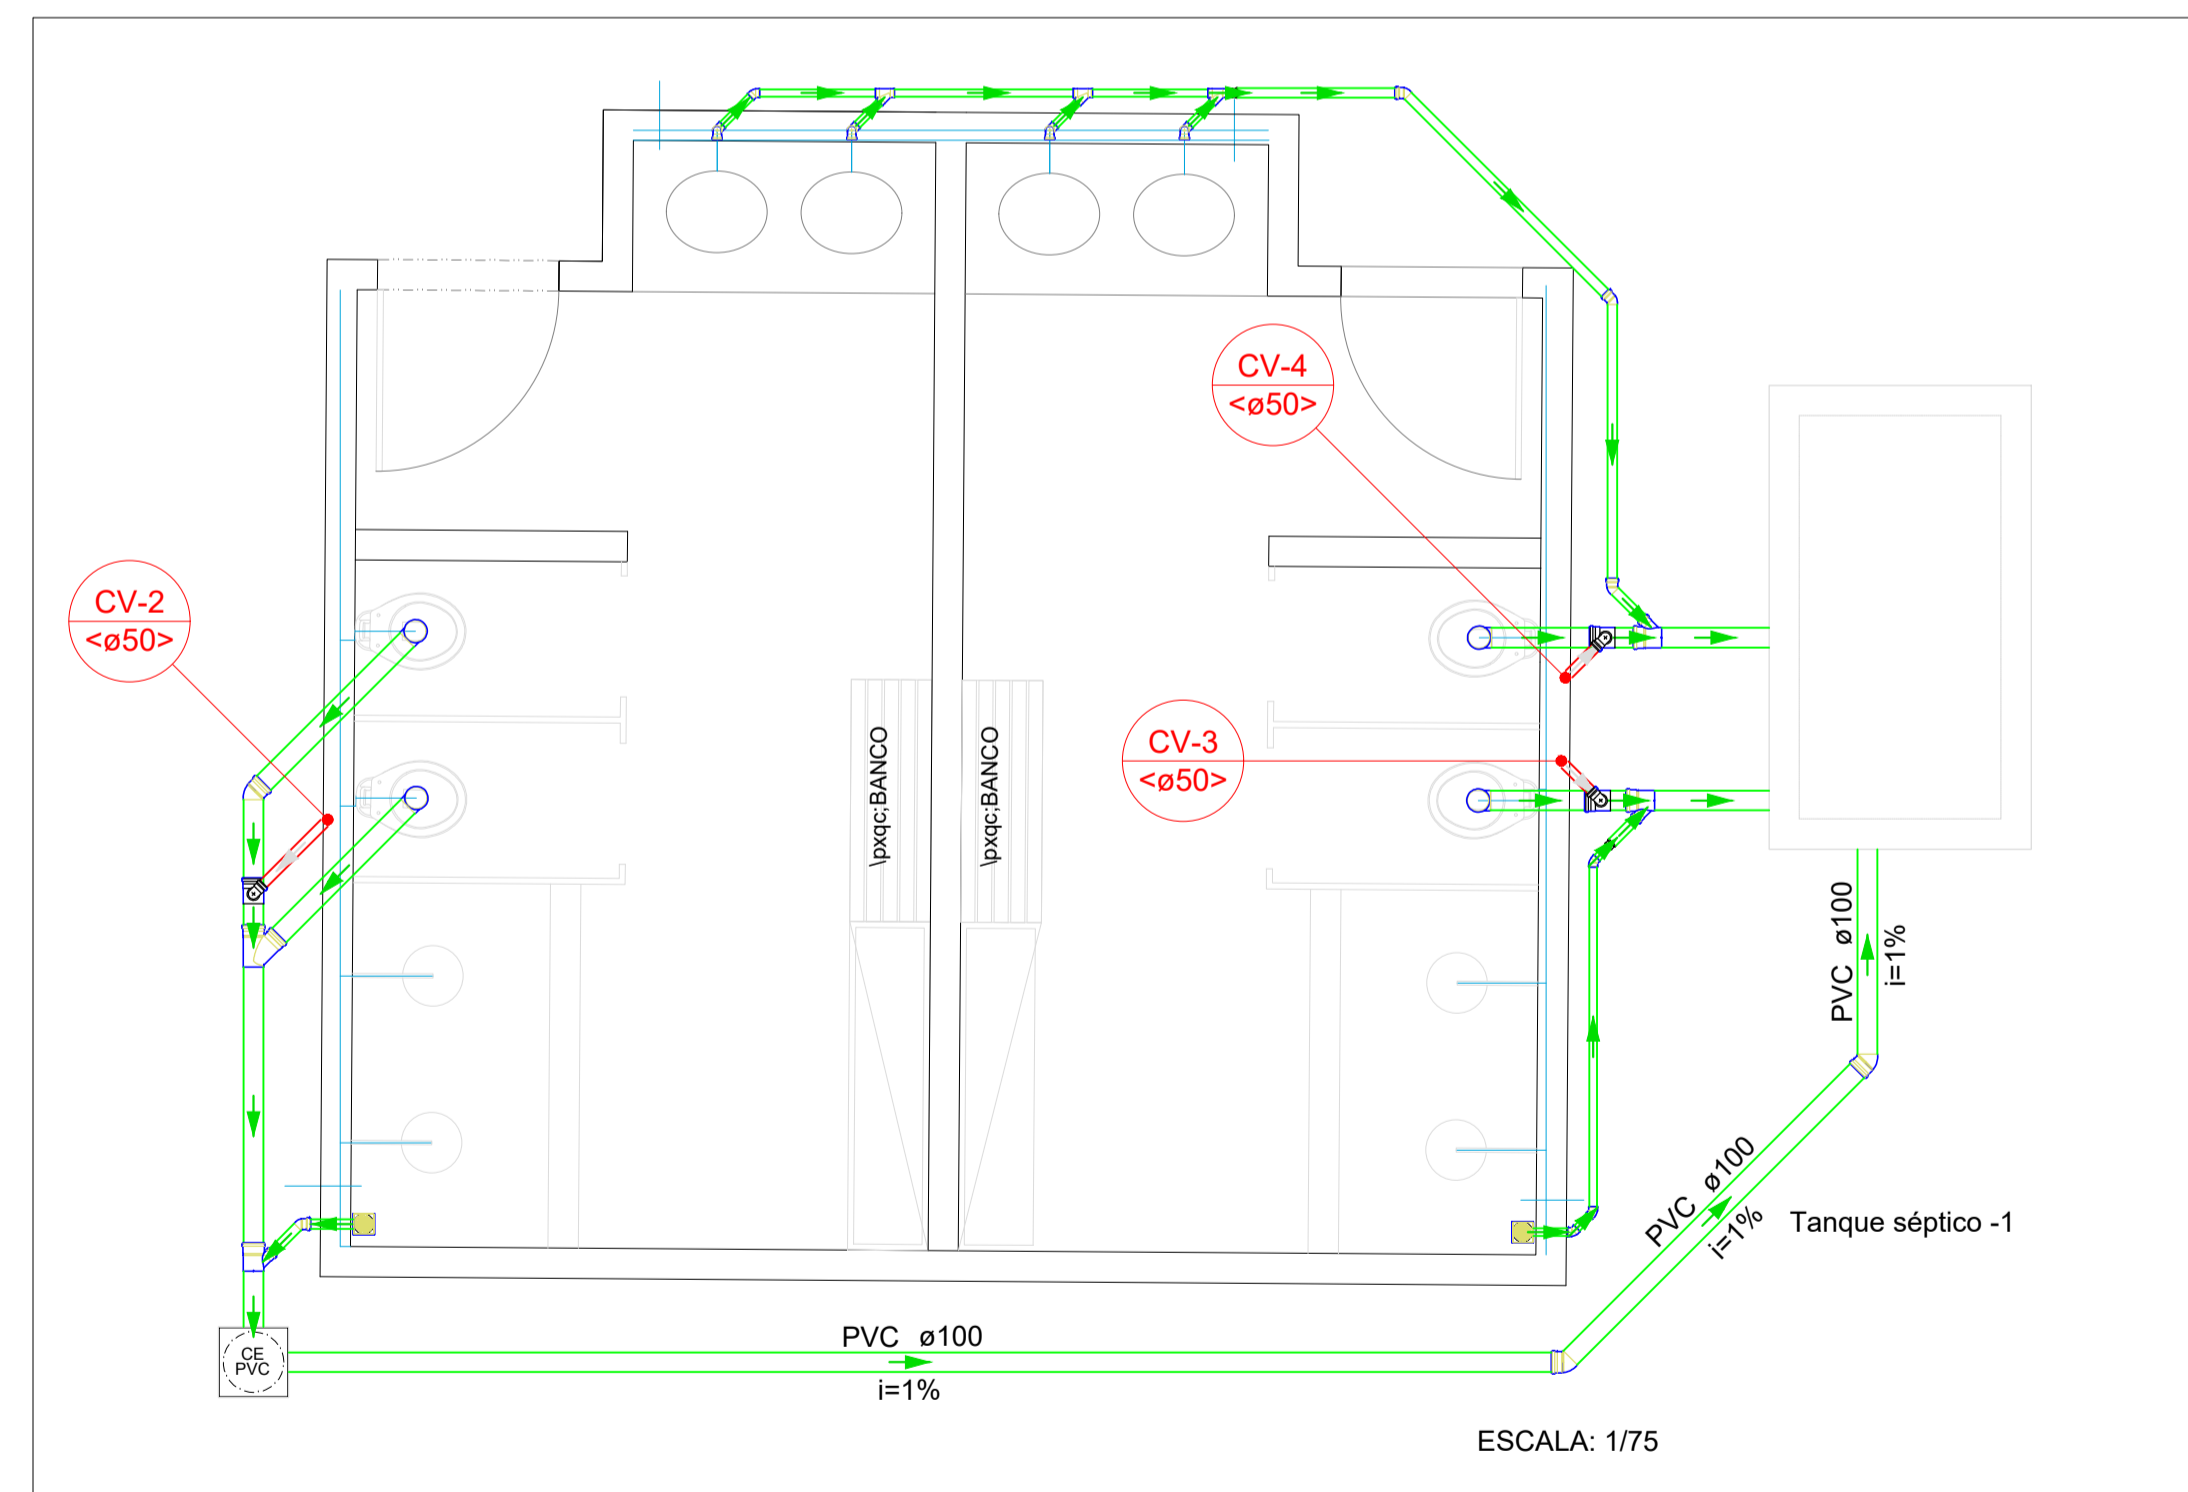 CV-4
<ø50>
CV-2
<ø50>
CV-3
<ø50>
\pxqc;BANCO
\pxqc;BANCO
PVC ø100
i=1%
PVC ø100
i=1%
Tanque séptico -1
CE
PVC
PVC ø100
i=1%
ESCALA: 1/75